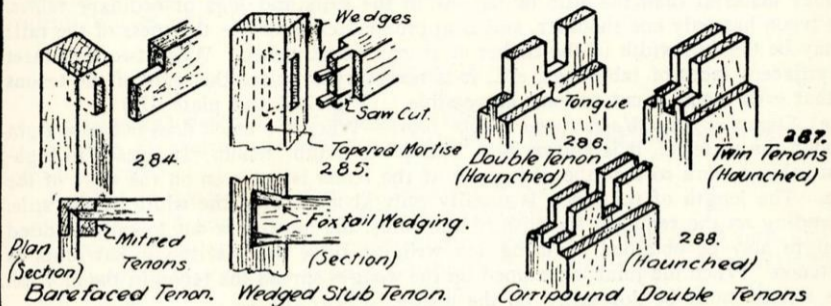 Wedges
Saw Cut.
Tapered Mortise
284.
285.
Tongue
286.
Double Tenon
(Haunched)
287.
Twin Tenons
(Haunched)
Plan
(Section)
Mitred
Tenons
Barefaced Tenon.
Foxtail Wedging.
(Section)
Wedged Stub Tenon.
288.
(Haunched)
Compound Double Tenons